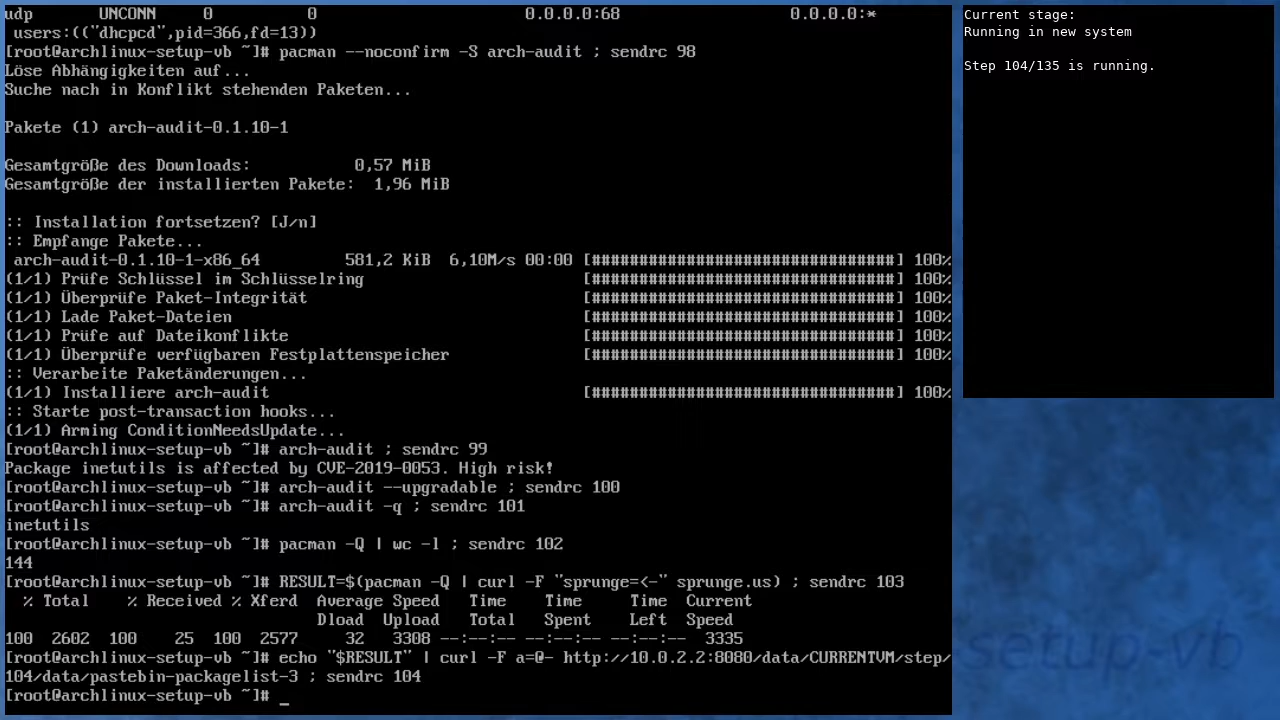 udp       UNCONN     0          0                      0.0.0.0:68                  0.0.0.0:*
 users:(("dhcpcd",pid=366,fd=13))
[root@archlinux-setup-vb ~]# pacman --noconfirm -S arch-audit ; sendrc 98
Löse Abhängigkeiten auf...
Suche nach in Konflikt stehenden Paketen...
Pakete (1) arch-audit-0.1.10-1
Gesamtgröße des Downloads:           0,57 MiB
Gesamtgröße der installierten Pakete:  1,96 MiB
:: Installation fortsetzen? [J/n]
:: Empfange Pakete...
 arch-audit-0.1.10-1-x86_64         581,2 KiB  6,10M/s 00:00 [################################] 100%
(1/1) Prüfe Schlüssel im Schlüsselring                       [################################] 100%
(1/1) Überprüfe Paket-Integrität                             [################################] 100%
(1/1) Lade Paket-Dateien                                     [################################] 100%
(1/1) Prüfe auf Dateikonflikte                               [################################] 100%
(1/1) Überprüfe verfügbaren Festplattenspeicher              [################################] 100%
:: Verarbeite Paketänderungen...
(1/1) Installiere arch-audit                                 [################################] 100%
:: Starte post-transaction hooks...
(1/1) Arming ConditionNeedsUpdate...
[root@archlinux-setup-vb ~]# arch-audit ; sendrc 99
Package inetutils is affected by CVE-2019-0053. High risk!
[root@archlinux-setup-vb ~]# arch-audit --upgradable ; sendrc 100
[root@archlinux-setup-vb ~]# arch-audit -q ; sendrc 101
inetutils
[root@archlinux-setup-vb ~]# pacman -Q | wc -l ; sendrc 102
144
[root@archlinux-setup-vb ~]# RESULT=$(pacman -Q | curl -F "sprunge=<-" sprunge.us) ; sendrc 103
  % Total    % Received % Xferd  Average Speed   Time    Time     Time  Current
                                 Dload  Upload   Total   Spent    Left  Speed
100  2602  100    25  100  2577     32   3308 --:--:-- --:--:-- --:--:--  3335
[root@archlinux-setup-vb ~]# echo "$RESULT" | curl -F a=@- http://10.0.2.2:8080/data/CURRENTVM/step/
104/data/pastebin-packagelist-3 ; sendrc 104
[root@archlinux-setup-vb ~]# _
Current stage:
Running in new system
Step 104/135 is running.
setup-vb